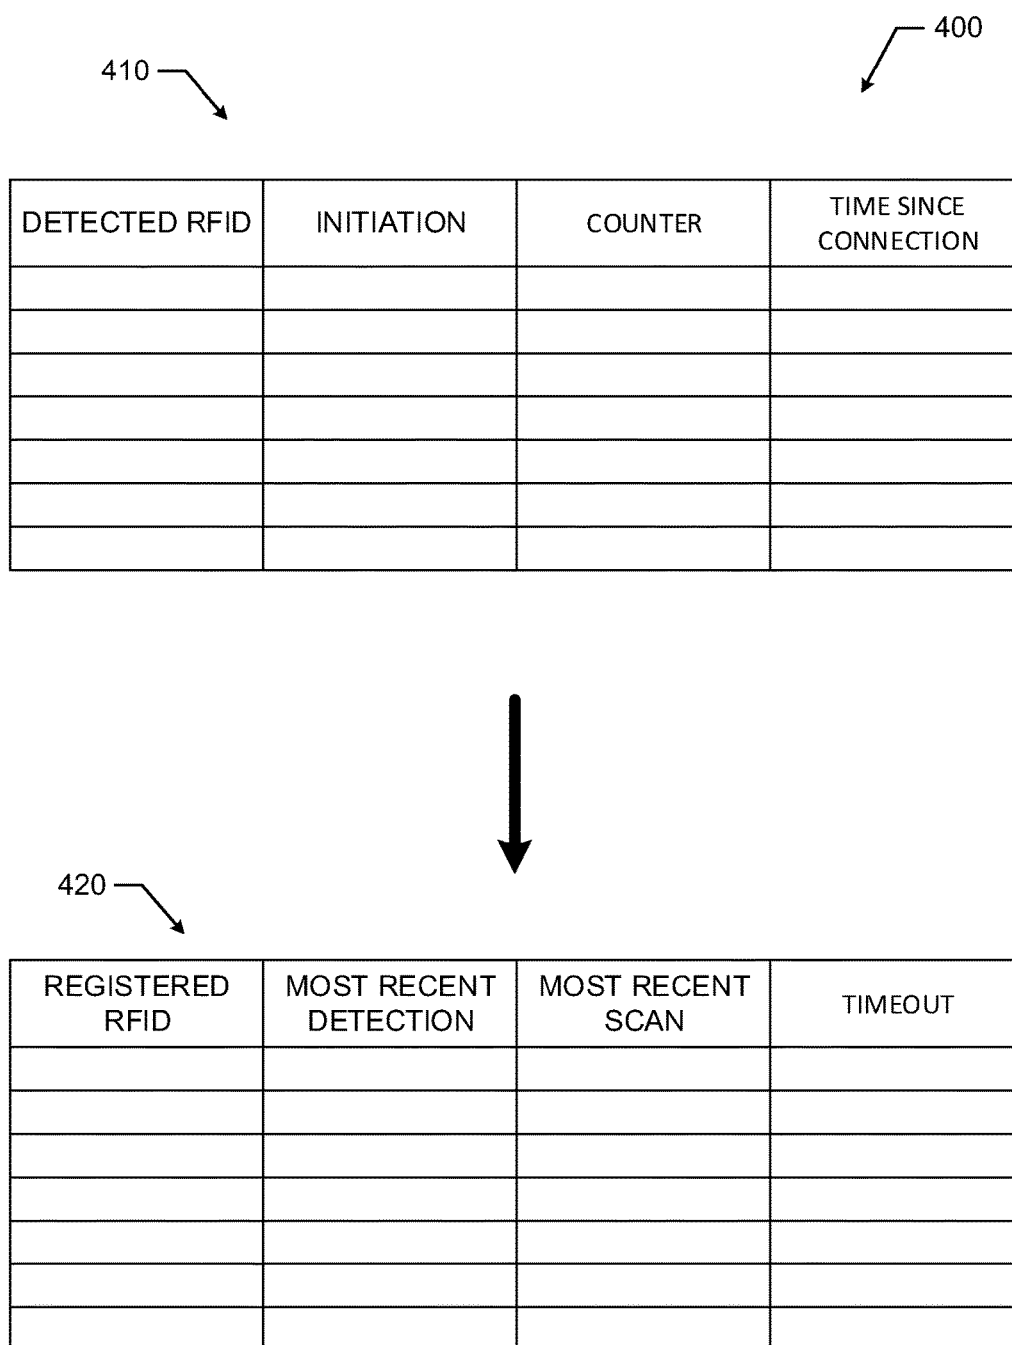 400
410
DETECTED RFID INITIATION COUNTER TIME SINCE
CONNECTION
420
REGISTERED MOST RECENT MOST RECENT TIMEOUT
RFID DETECTION SCAN